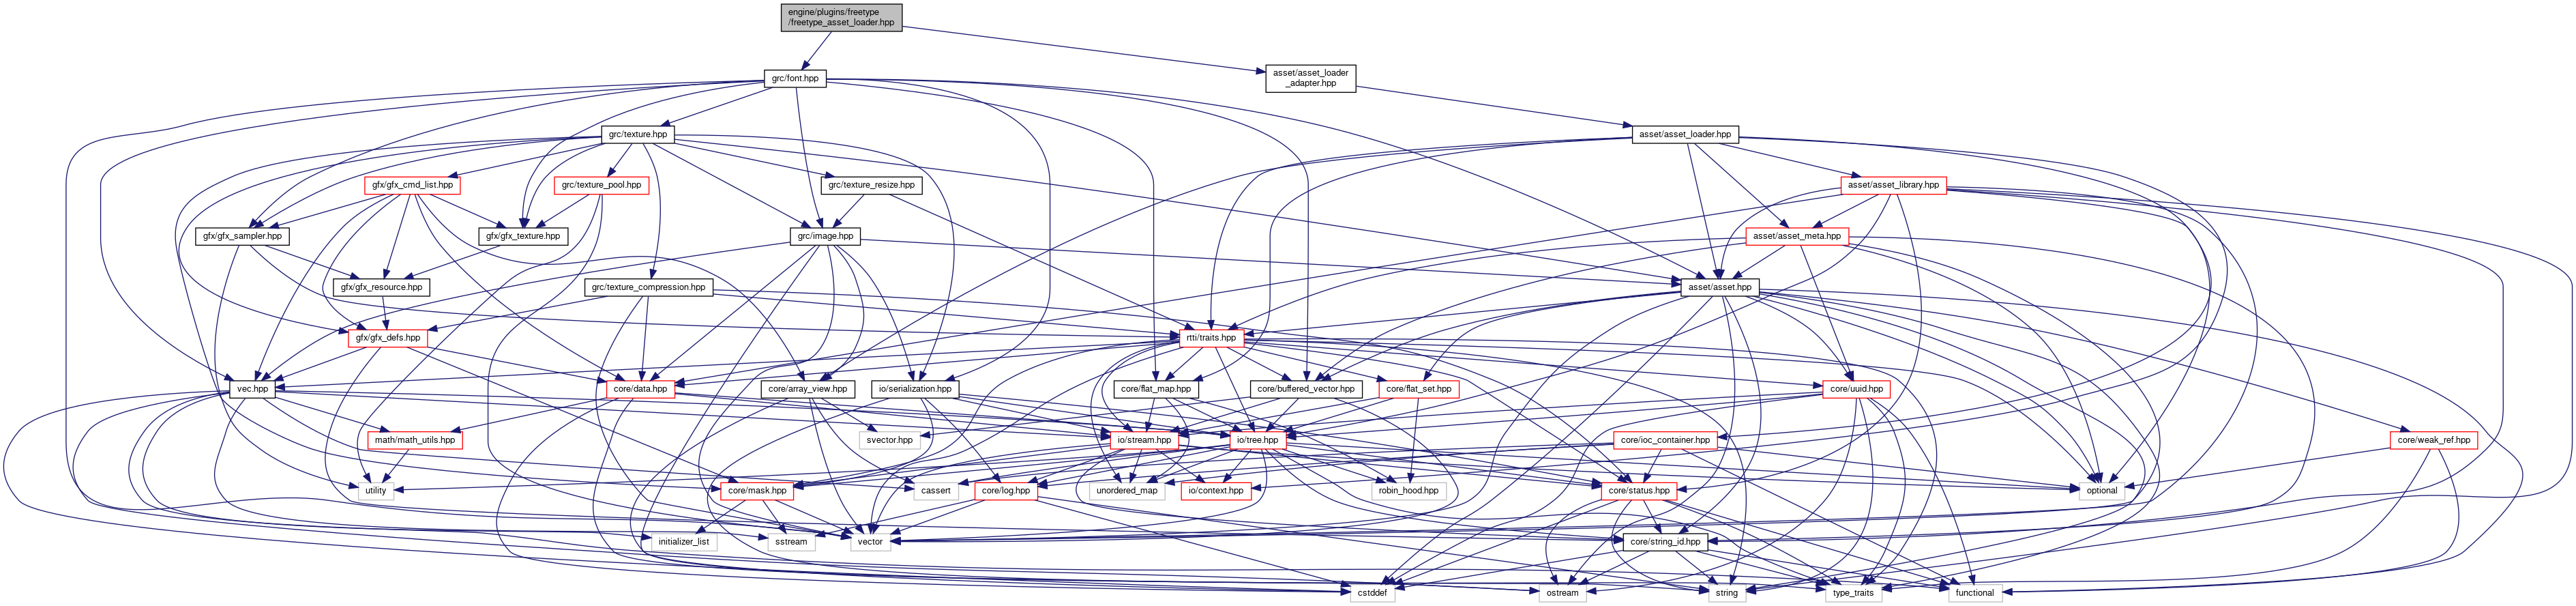 engine/plugins/freetype
/freetype_asset_loader.hpp
grc/font.hpp
asset/asset_loader
_adapter.hpp
grc/texture.hpp
asset/asset_loader.hpp
gfx/gfx_cmd_list.hpp
grc/texture_pool.hpp
grc/texture_resize.hpp
asset/asset_library.hpp
gfx/gfx_sampler.hpp
gfx/gfx_texture.hpp
grc/image.hpp
asset/asset_meta.hpp
gfx/gfx_resource.hpp
grc/texture_compression.hpp
asset/asset.hpp
gfx/gfx_defs.hpp
rtti/traits.hpp
vec.hpp
core/data.hpp
core/array_view.hpp
io/serialization.hpp
core/flat_map.hpp
core/buffered_vector.hpp
core/flat_set.hpp
core/uuid.hpp
math/math_utils.hpp
svector.hpp
io/stream.hpp
io/tree.hpp
core/ioc_container.hpp
core/weak_ref.hpp
utility
core/mask.hpp
cassert
core/log.hpp
unordered_map
io/context.hpp
robin_hood.hpp
core/status.hpp
optional
initializer_list
sstream
vector
core/string_id.hpp
cstddef
ostream
string
type_traits
functional